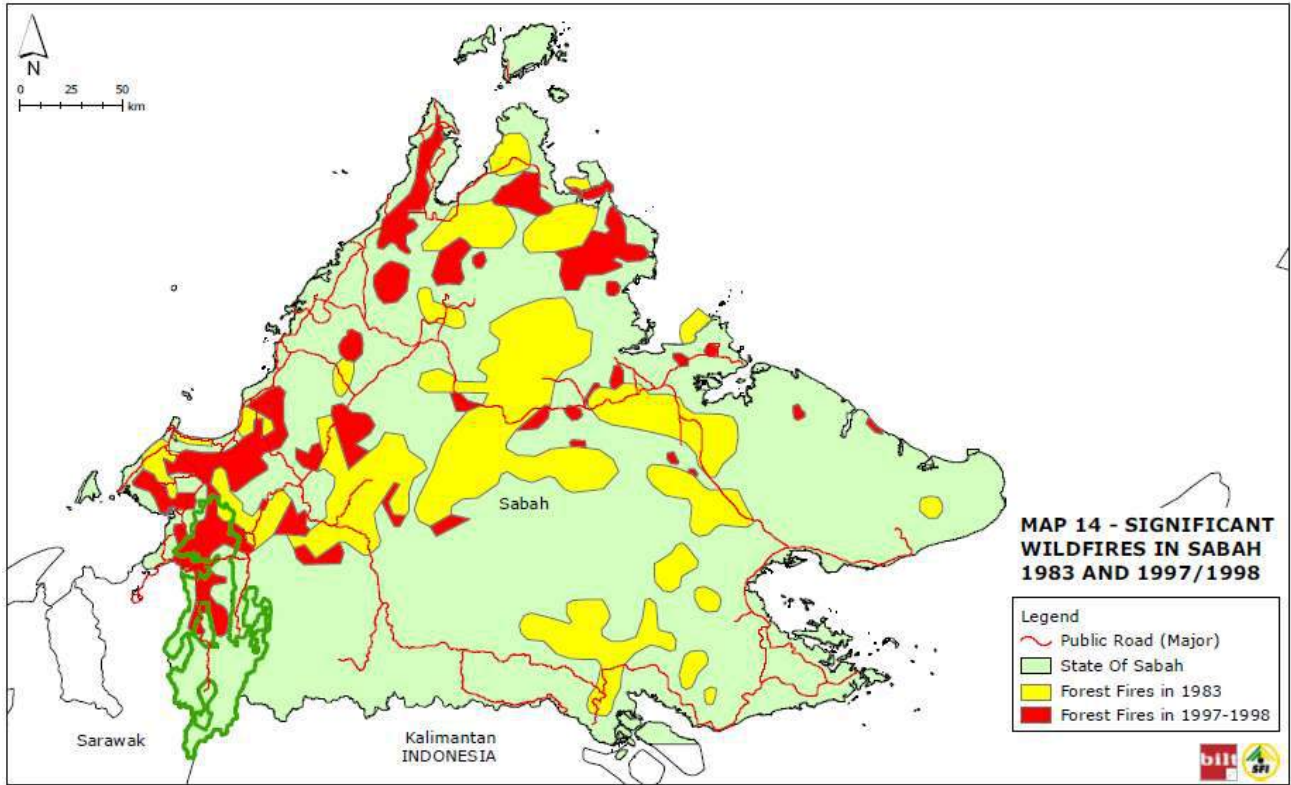 N
0 25 50
km
Sabah
MAP 14 - SIGNIFICANT
WILDFIRES IN SABAH
1983 AND 1997/1998
Legend
Public Road (Major)
State Of Sabah
Forest Fires in 1983
Forest Fires in 1997-1998
Sarawak
Kalimantan
INDONESIA
bilt
SFI